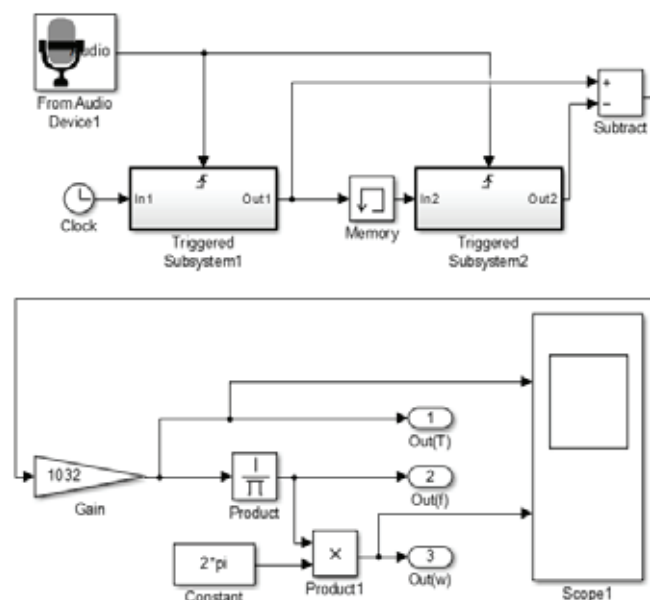 Audio
From Audio
Device1
+
−
Subtract
In1
Out1
In2
Out2
Clock
Memory
Triggered
Subsystem1
Triggered
Subsystem2
1
Out(T)
1032
Gain
I
∏
Product
2
Out(f)
2*pi
Constant
×
Product1
3
Out(w)
Scope1